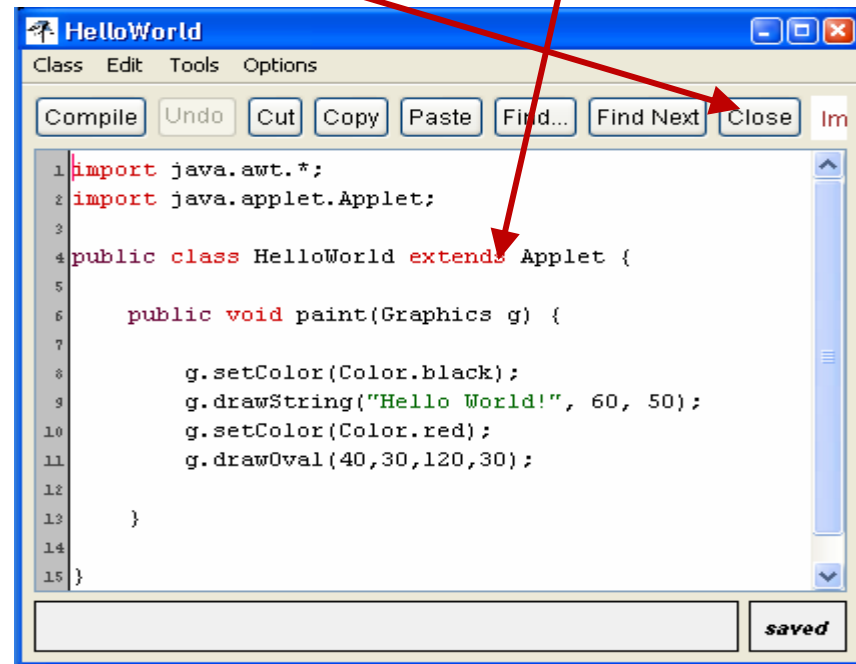 HelloWorld
Class Edit Tools Options
Compile Undo Cut Copy Paste Find... Find Next Close Im
1 import java.awt.*;
2 import java.applet.Applet;
3
4 public class HelloWorld extends Applet {
5
6 public void paint(Graphics g) {
7
8 g.setColor(Color.black);
9 g.drawString("Hello World!", 60, 50);
10 g.setColor(Color.red);
11 g.drawOval(40,30,120,30);
12
13 }
14
15 }
saved